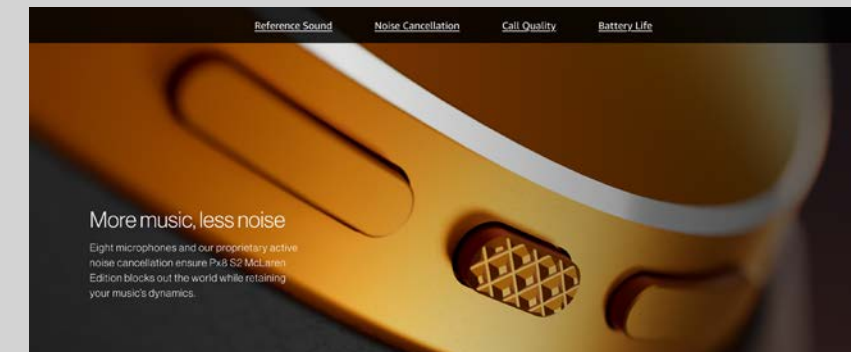 Reference Sound
Noise Cancellation
Call Quality
Battery Life
More music, less noise
Eight microphones and our proprietary active
noise cancellation ensure Px8 S2 McLaren
Edition blocks out the world while retaining
your music's dynamics.